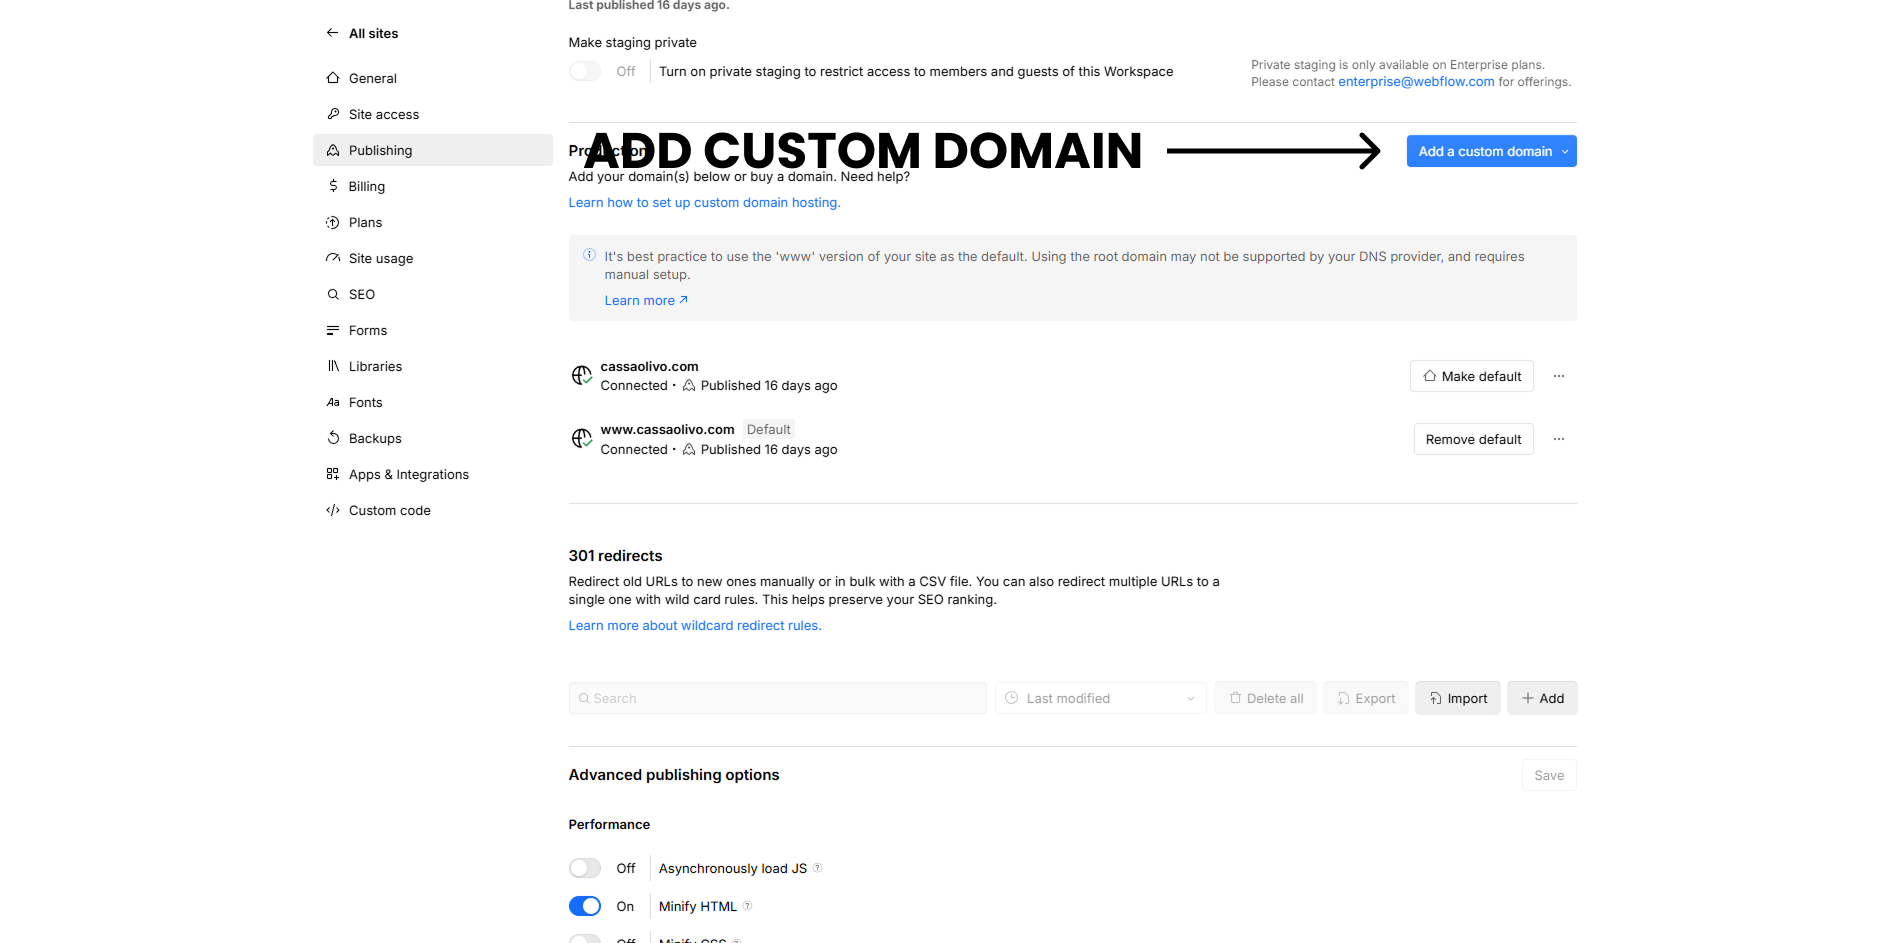 Last published 16 days ago.
All sites
Make staging private
Off
Turn on private staging to restrict access to members and guests of this Workspace
Private staging is only available on Enterprise plans.
Please contact enterprise@webflow.com for offerings.
General
Site access
Publishing
Billing
Plans
Site usage
SEO
Forms
Libraries
Fonts
Backups
Apps & Integrations
Custom code
Production
ADD CUSTOM DOMAIN
Add a custom domain
Add your domain(s) below or buy a domain. Need help?
Learn how to set up custom domain hosting.
It's best practice to use the 'www' version of your site as the default. Using the root domain may not be supported by your DNS provider, and requires
manual setup.
Learn more
cassaolivo.com
Connected · Published 16 days ago
Make default
www.cassaolivo.com Default
Connected · Published 16 days ago
Remove default
301 redirects
Redirect old URLs to new ones manually or in bulk with a CSV file. You can also redirect multiple URLs to a
single one with wild card rules. This helps preserve your SEO ranking.
Learn more about wildcard redirect rules.
Search
Last modified
Delete all
Export
Import
Add
Advanced publishing options
Save
Performance
Off
Asynchronously load JS
On
Minify HTML
Off
Minify CSS